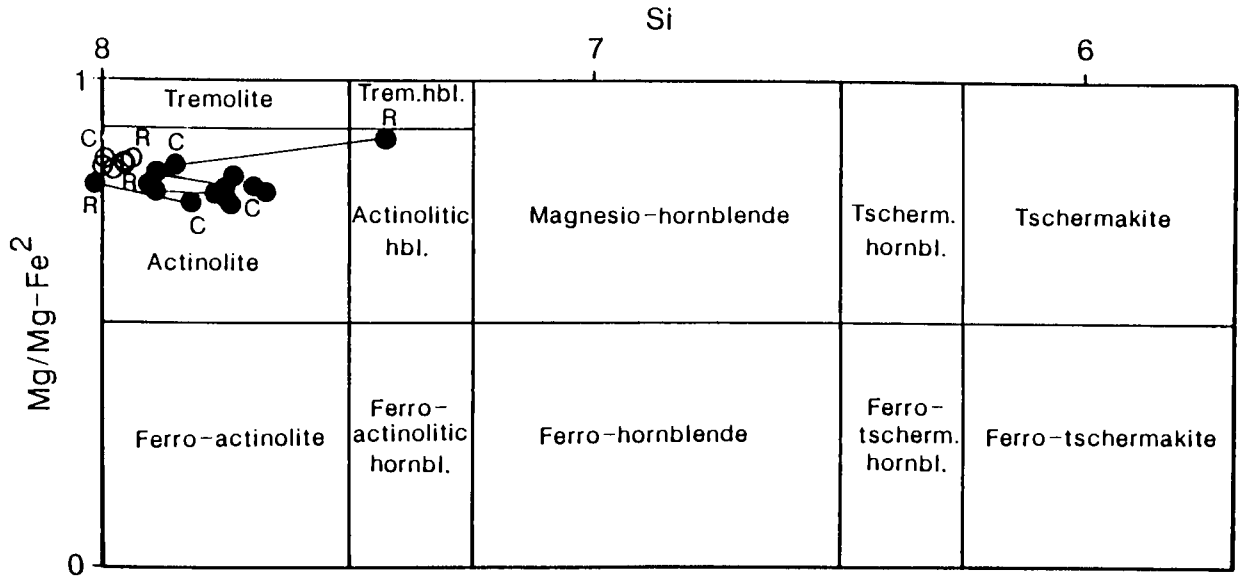 Si
8
7
6
1
Tremolite
Trem.hbl.
R
C
R
C
R
R
C
C
Actinolite
Actinolitic
hbl.
Magnesio-hornblende
Tscherm.
hornbl.
Tschermakite
Mg/Mg-Fe²
Ferro-actinolite
Ferro-
actinolitic
hornbl.
Ferro-hornblende
Ferro-
tscherm.
hornbl.
Ferro-tschermakite
0